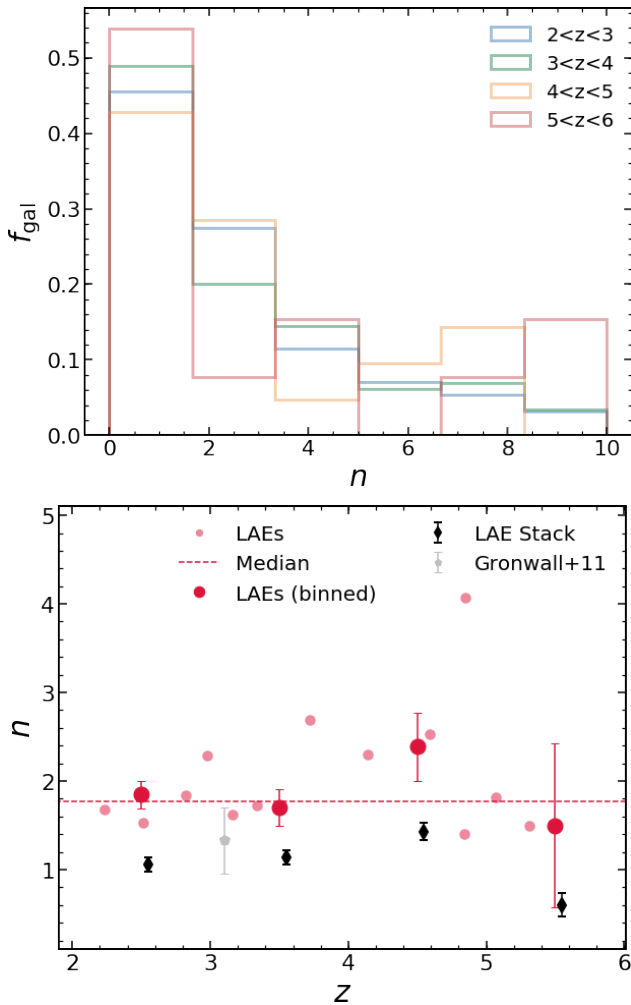 0.5
0.4
0.3
0.2
0.1
0.0
f_gal
2<z<3
3<z<4
4<z<5
5<z<6
0 2 4 6 8 10
n
5
4
3
2
1
n
LAEs
Median
LAEs (binned)
LAE Stack
Gronwall+11
2 3 4 5 6
z